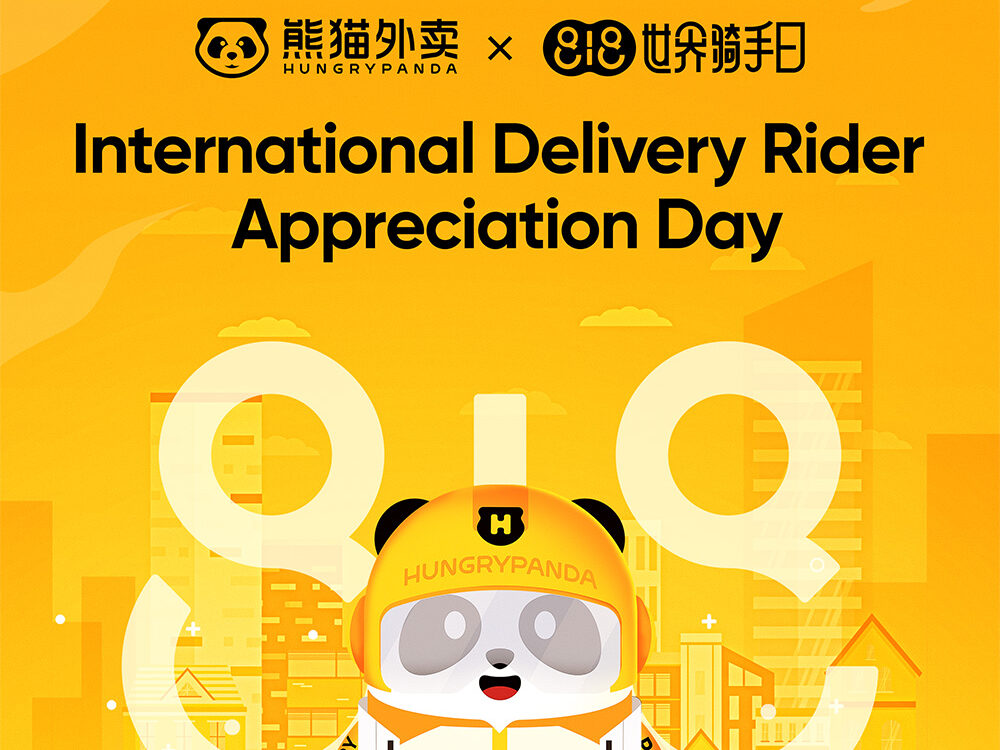 熊猫外卖 × 818 世界骑手日
HUNGRYPANDA
International Delivery Rider
Appreciation Day
818
H
HUNGRYPANDA